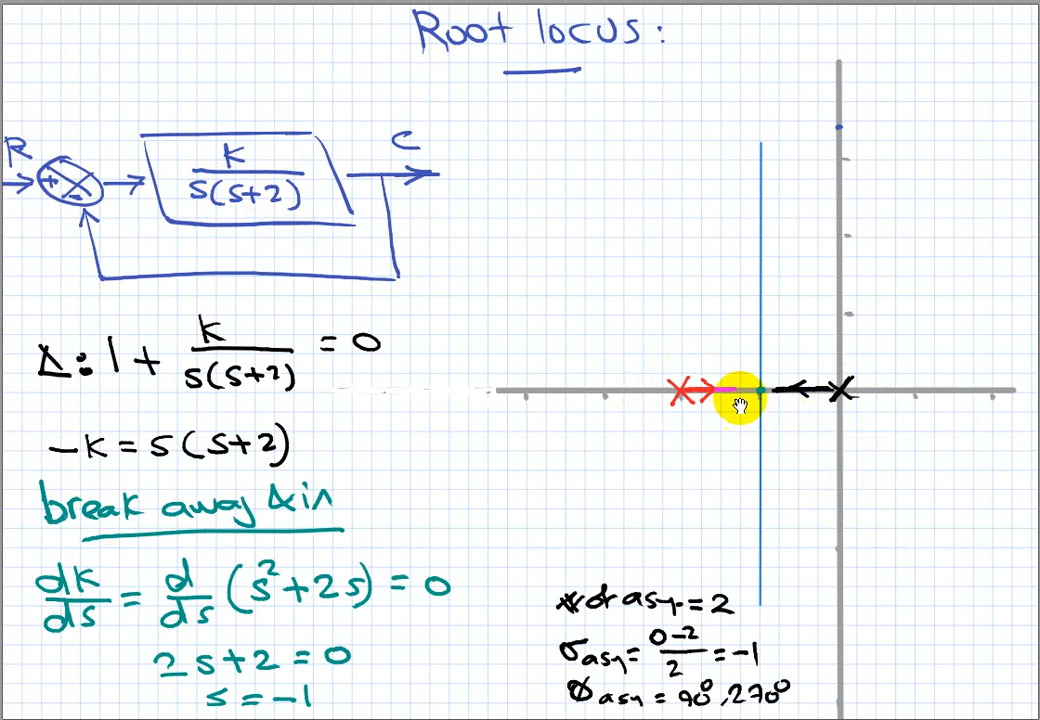 Root locus:
R
+
-
K
s(s+2)
C
Δ: 1 + K/s(s+2) = 0
-K = s(s+2)
break away & in
dK/ds = d/ds (s²+2s) = 0
2s+2 = 0
s = -1
# of asy. = 2
σasy = 0-2/2 = -1
Φasy = 90°, 270°